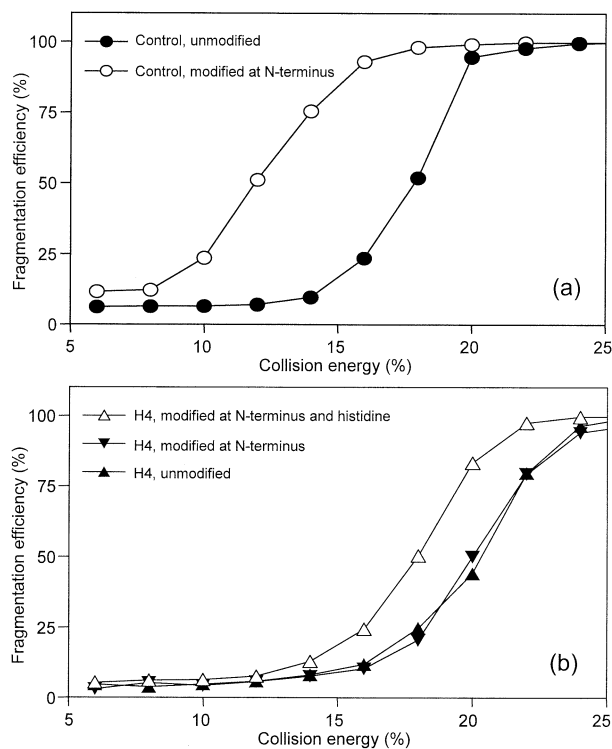 100
75
50
25
0
Fragmentation efficiency (%)
Control, unmodified
Control, modified at N-terminus
(a)
5 10 15 20 25
Collision energy (%)
100
75
50
25
0
Fragmentation efficiency (%)
H4, modified at N-terminus and histidine
H4, modified at N-terminus
H4, unmodified
(b)
5 10 15 20 25
Collision energy (%)